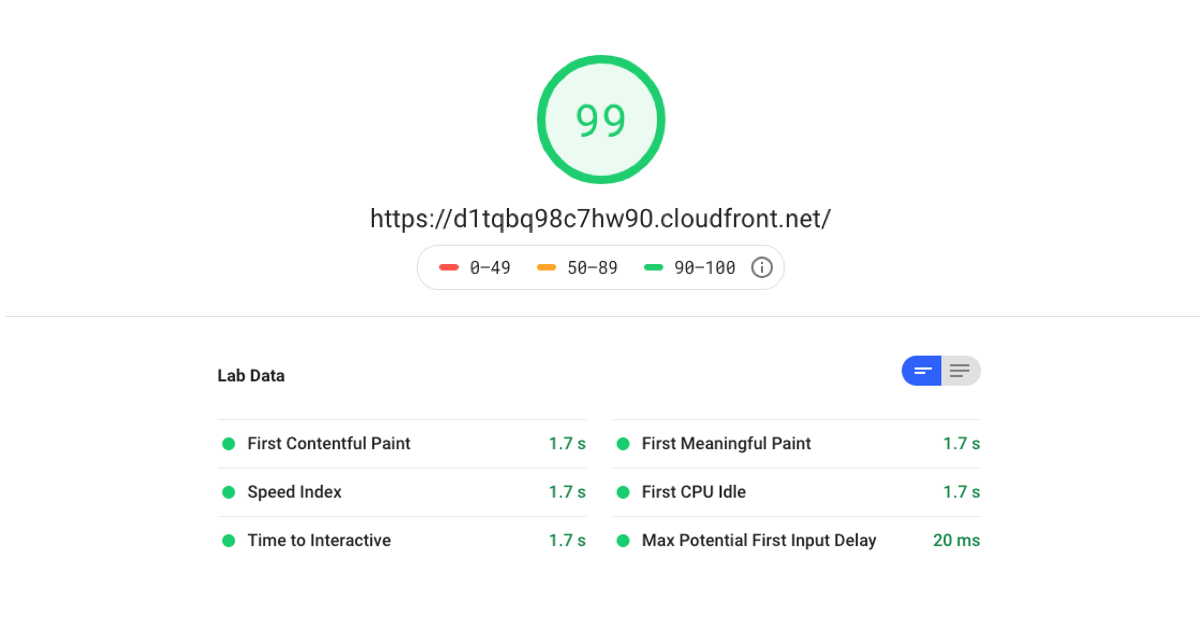 99
https://d1tqbq98c7hw90.cloudfront.net/
0–49 50–89 90–100
Lab Data
First Contentful Paint 1.7 s
First Meaningful Paint 1.7 s
Speed Index 1.7 s
First CPU Idle 1.7 s
Time to Interactive 1.7 s
Max Potential First Input Delay 20 ms